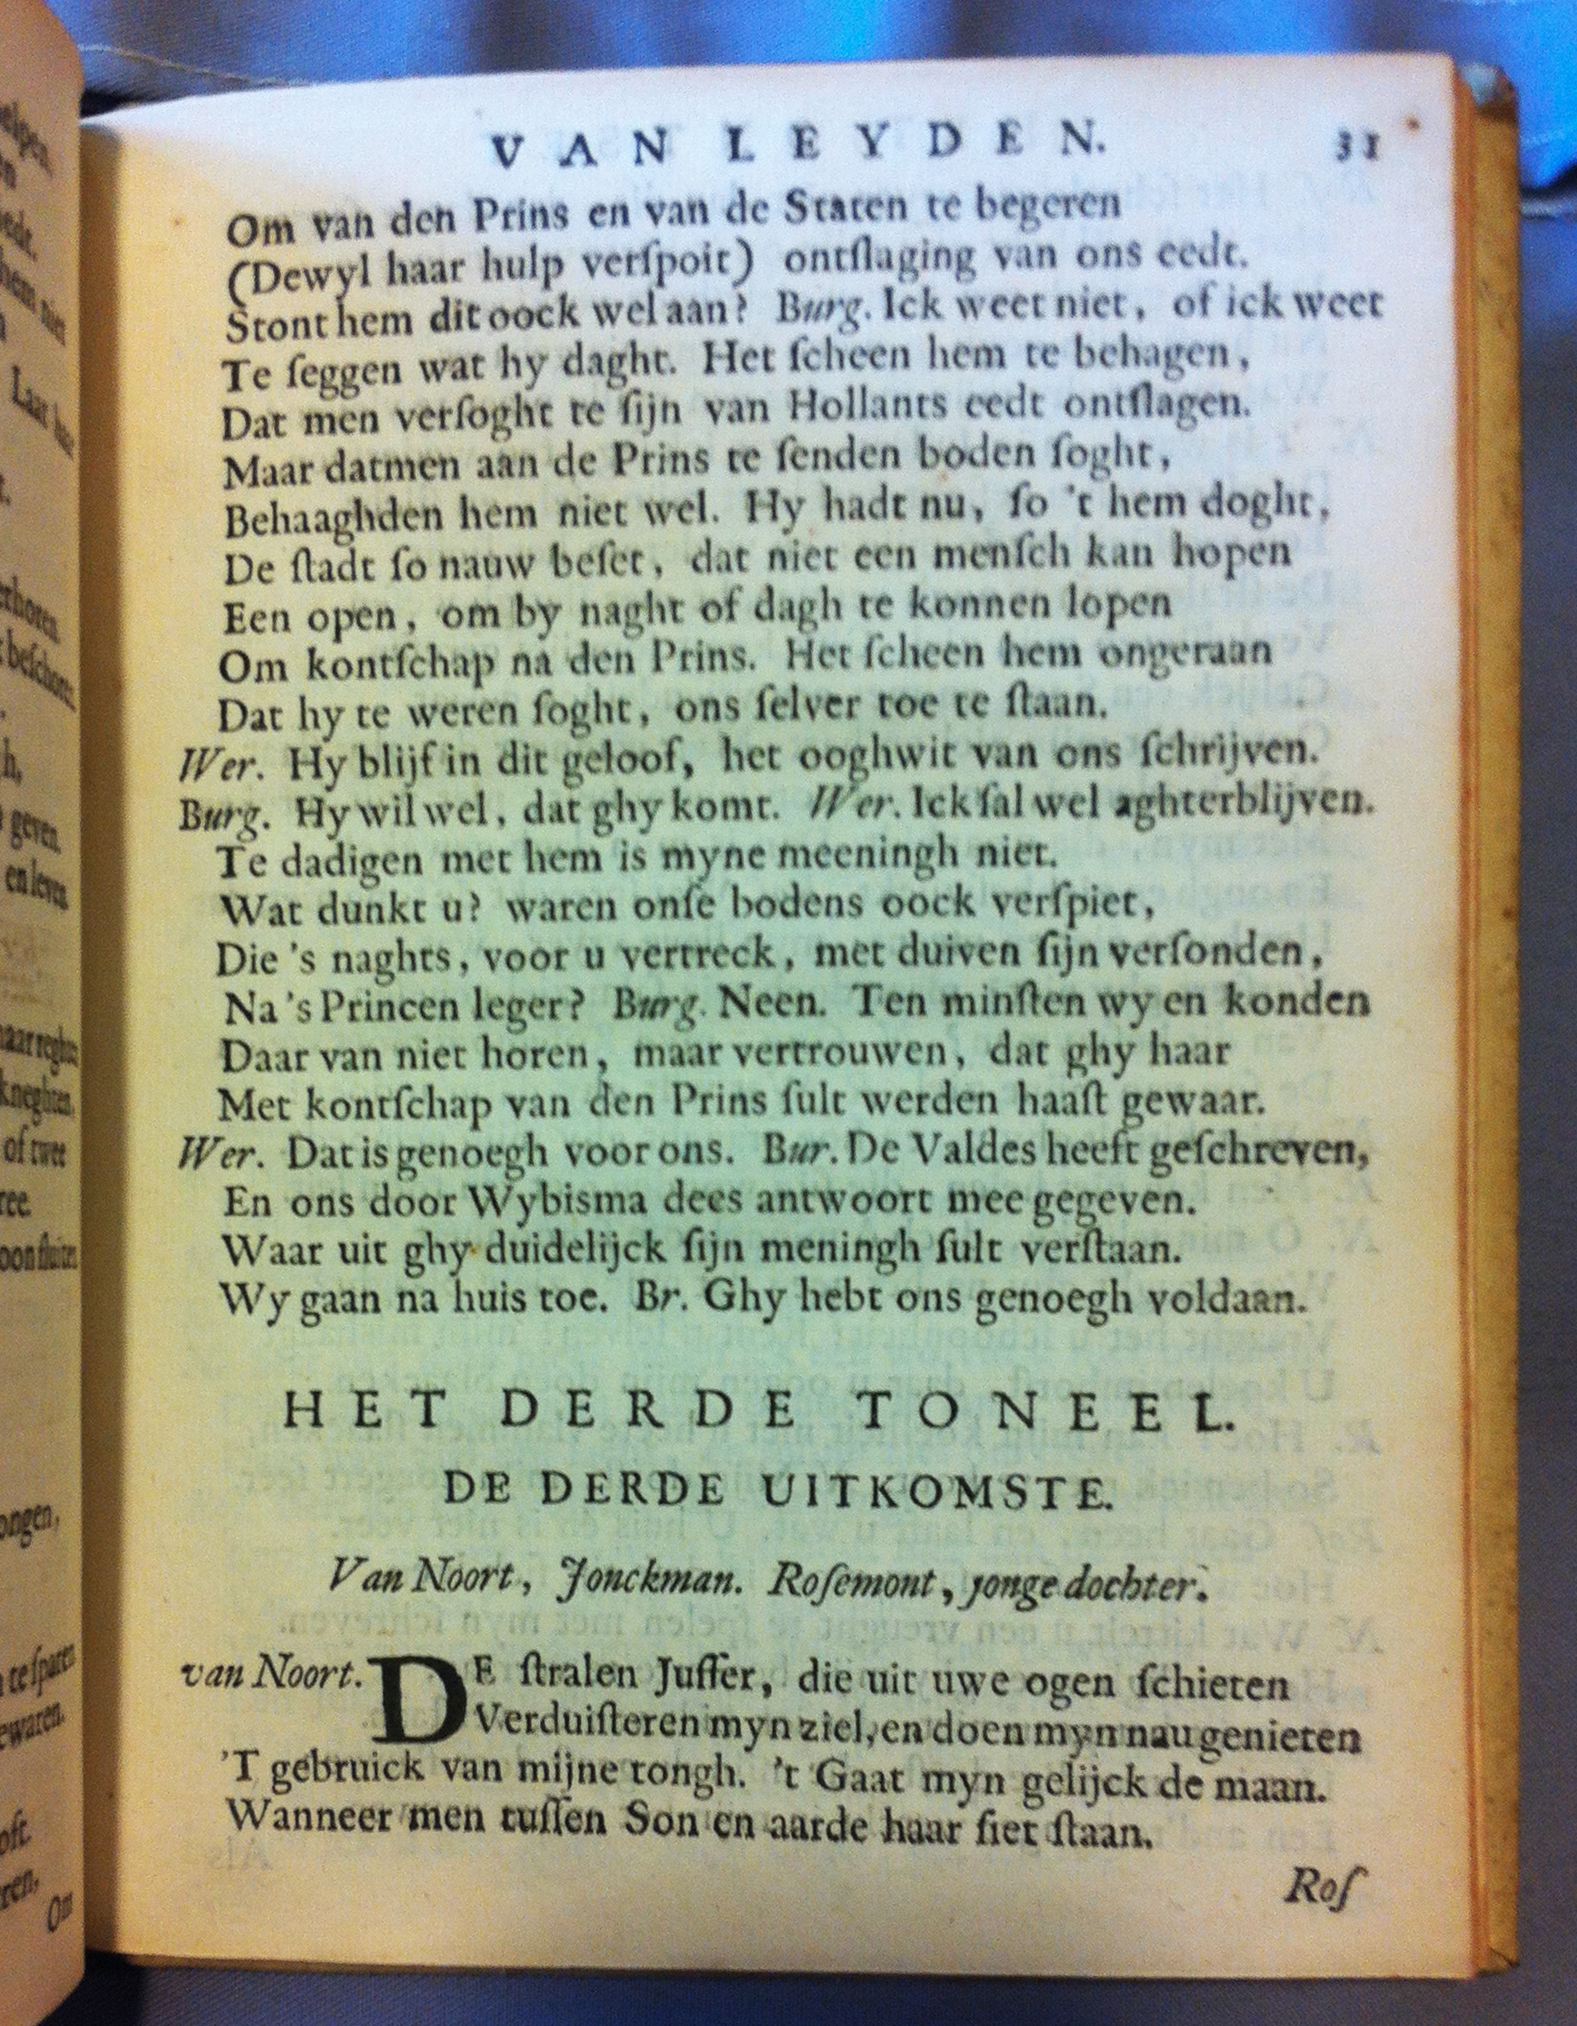 VAN LEYDEN. 31
Om van den Prins en van de Staten te begeren
(Dewyl haar hulp verſpoit) ontſlaging van ons eedt.
Stont hem dit oock wel aan? Burg. Ick weet niet, of ick weet
Te ſeggen wat hy daght. Het ſcheen hem te behagen,
Dat men verſoght te ſijn van Hollants eedt ontſlagen.
Maar datmen aan de Prins te ſenden boden ſoght,
Behaaghden hem niet wel. Hy hadt nu, ſo 't hem doght,
De ſtadt ſo nauw beſet, dat niet een menſch kan hopen
Een open, om by naght of dagh te konnen lopen
Om kontſchap na den Prins. Het ſcheen hem ongeraan
Dat hy te weren ſoght, ons ſelver toe te ſtaan.
Wer. Hy blijf in dit geloof, het ooghwit van ons ſchrijven.
Burg. Hy wil wel, dat ghy komt. Wer. Ick ſal wel aghterblijven.
Te dadigen met hem is myne meeningh niet.
Wat dunkt u? waren onſe bodens oock verſpiet,
Die 's naghts, voor u vertreck, met duiven ſijn verſonden,
Na 's Princen leger? Burg. Neen. Ten minſten wy en konden
Daar van niet horen, maar vertrouwen, dat ghy haar
Met kontſchap van den Prins ſult werden haaſt gewaar.
Wer. Dat is genoegh voor ons. Bur. De Valdes heeft geſchreven,
En ons door Wybisma dees antwoort mee gegeven.
Waar uit ghy duidelijck ſijn meningh ſult verſtaan.
Wy gaan na huis toe. Br. Ghy hebt ons genoegh voldaan.
HET DERDE TONEEL.
DE DERDE UITKOMSTE.
Van Noort, Jonckman. Roſemont, jonge dochter.
van Noort. DE ſtralen Juffer, die uit uwe ogen ſchieten
Verduiſteren myn ziel, en doen myn nau genieten
'T gebruick van mijne tongh. 't Gaat myn gelijck de maan.
Wanneer men tuſſen Son en aarde haar ſiet ſtaan.
Roſ